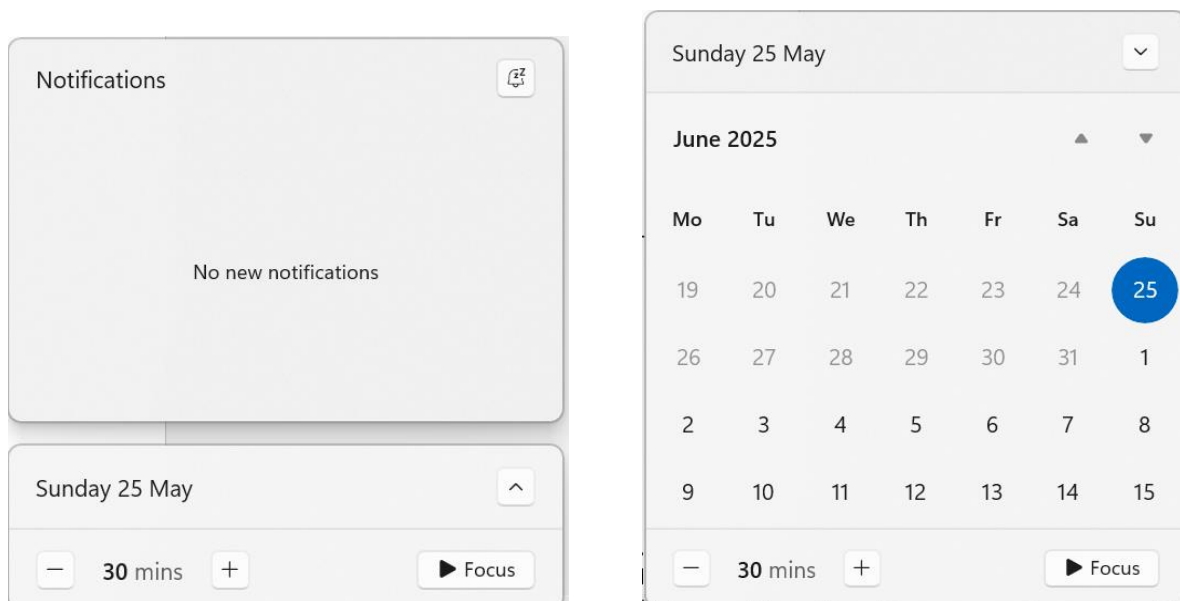 Notifications
No new notifications
Sunday 25 May
30 mins
Focus
Sunday 25 May
June 2025
Mo Tu We Th Fr Sa Su
19 20 21 22 23 24 25
26 27 28 29 30 31 1
2 3 4 5 6 7 8
9 10 11 12 13 14 15
30 mins
Focus